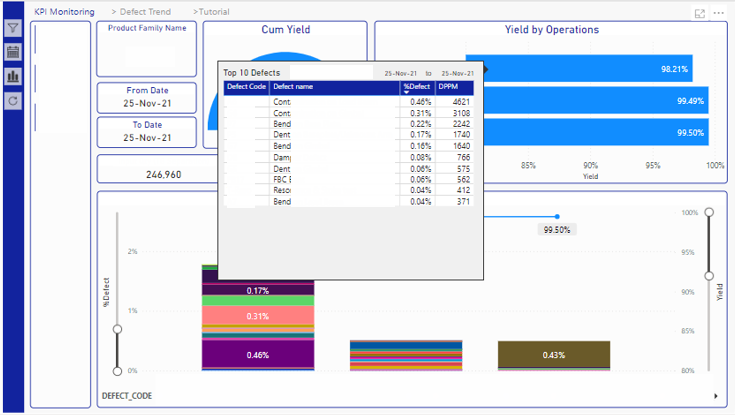 KPI Monitoring > Defect Trend >Tutorial
Product Family Name
From Date
25-Nov-21
To Date
25-Nov-21
246,960
Cum Yield
Yield by Operations
98.21%
99.49%
99.50%
85% 90% 95% 100%
Yield
Top 10 Defects 25-Nov-21 to 25-Nov-21
Defect Code Defect name %Defect DPPM
Cont 0.46% 4621
Cont 0.31% 3108
Bend 0.22% 2242
Dent 0.17% 1740
Bend 0.16% 1640
Dam 0.08% 766
Dent 0.06% 575
FBC 0.06% 562
Reso 0.04% 412
Bend 0.04% 371
99.50%
%Defect
2%
1%
0%
0.17%
0.31%
0.46%
0.43%
100%
95%
90%
85%
80%
Yield
DEFECT_CODE